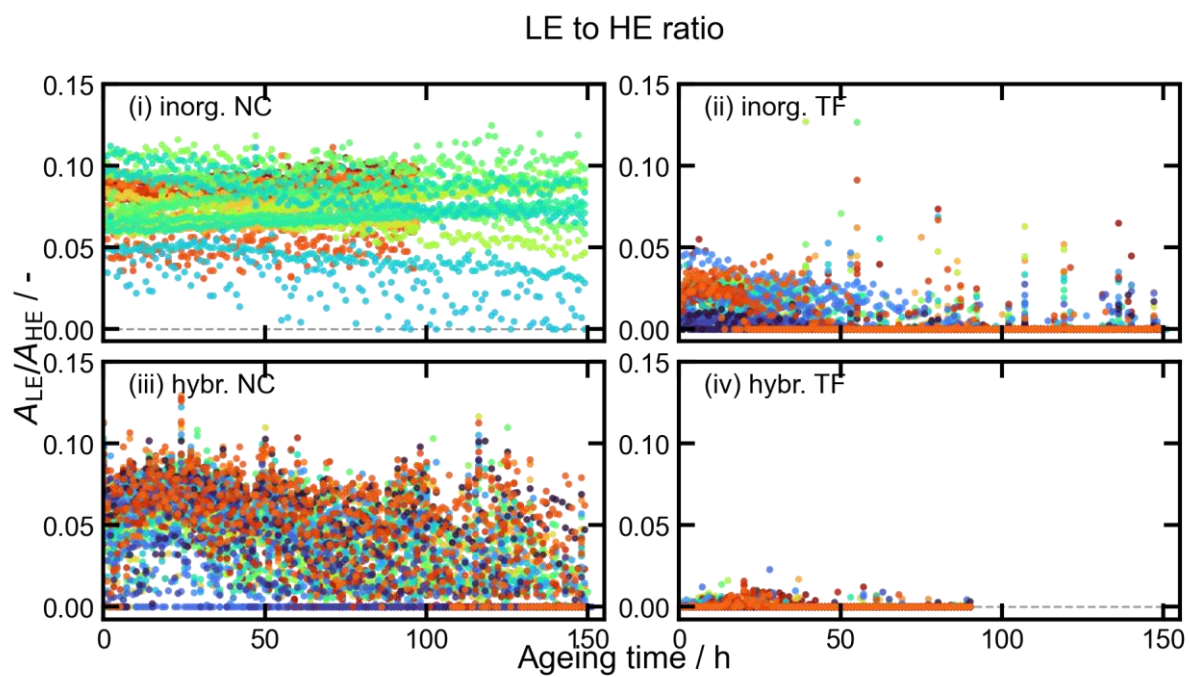 LE to HE ratio
0.15 (i) inorg. NC 0.15 (ii) inorg. TF
0.10 0.10
0.05 0.05
0.00 0.00
A_LE/A_HE / -
0.15 (iii) hybr. NC 0.15 (iv) hybr. TF
0.10 0.10
0.05 0.05
0.00 0.00
0 50 100 150 0 50 100 150
Ageing time / h